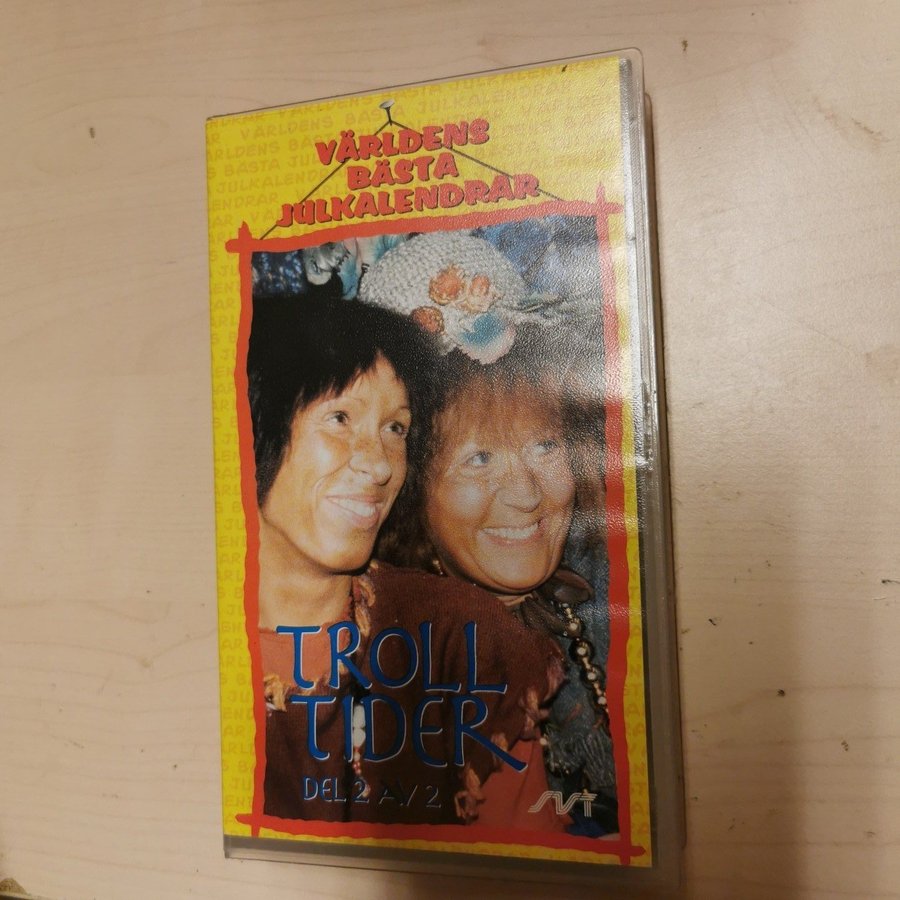 VÄRLDENS
BÄSTA
JULKALENDRAR
TROLL
TIDER
DEL 2 AV 2
SVT